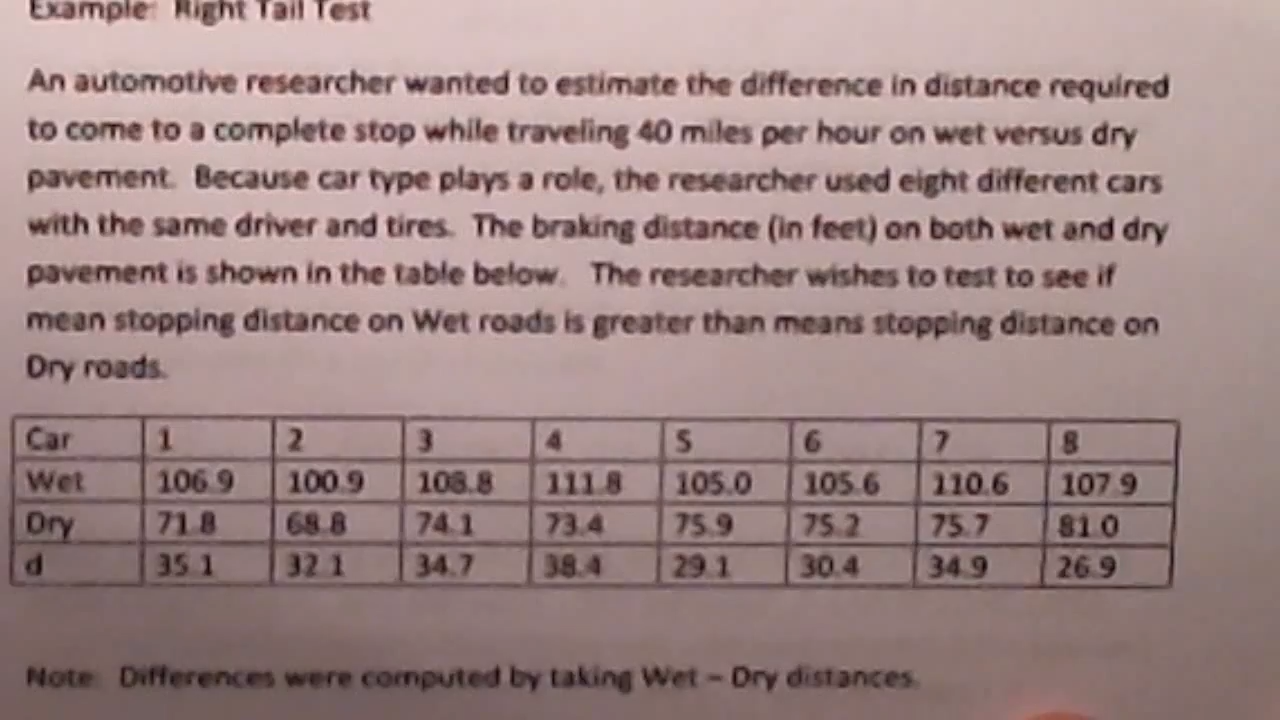 Example: Right Tail Test
An automotive researcher wanted to estimate the difference in distance required
to come to a complete stop while traveling 40 miles per hour on wet versus dry
pavement. Because car type plays a role, the researcher used eight different cars
with the same driver and tires. The braking distance (in feet) on both wet and dry
pavement is shown in the table below. The researcher wishes to test to see if
mean stopping distance on Wet roads is greater than means stopping distance on
Dry roads.
Car 1 2 3 4 5 6 7 8
Wet 106.9 100.9 108.8 111.8 105.0 105.6 110.6 107.9
Dry 71.8 68.8 74.1 73.4 75.9 75.2 75.7 81.0
d 35.1 32.1 34.7 38.4 29.1 30.4 34.9 26.9
Note: Differences were computed by taking Wet – Dry distances.